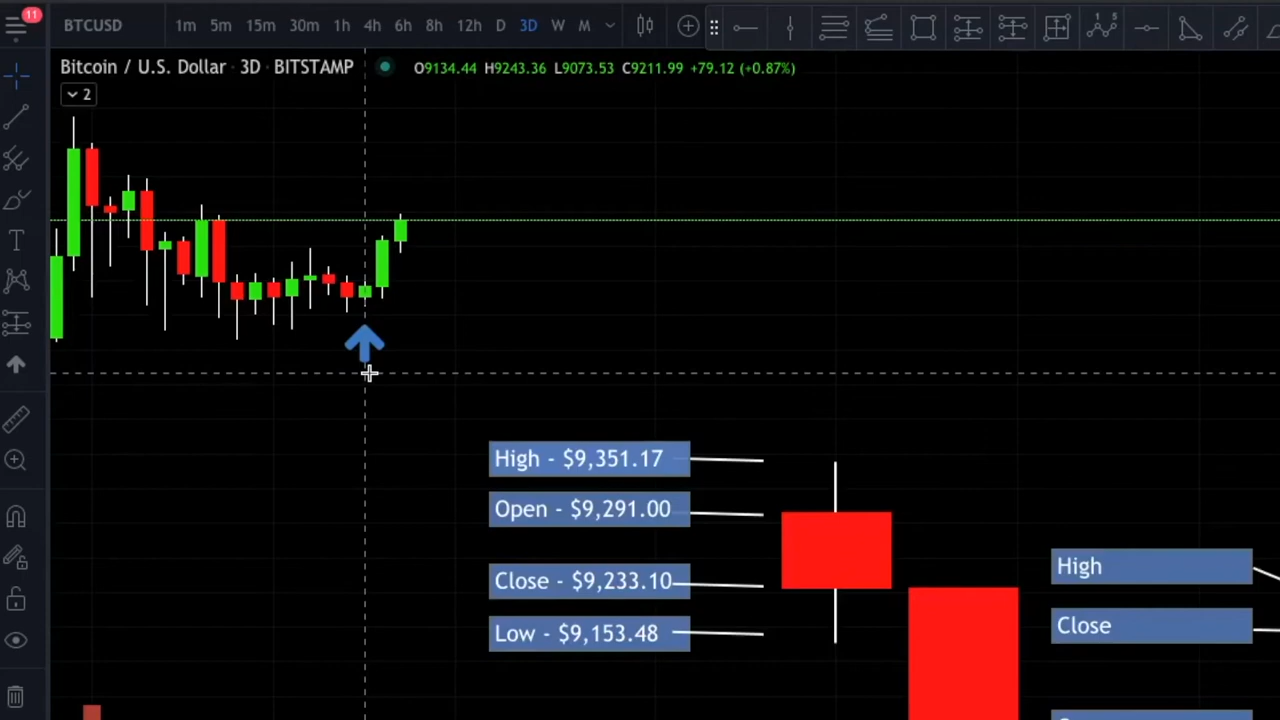 11
BTCUSD 1m 5m 15m 30m 1h 4h 6h 8h 12h D 3D W M
Bitcoin / U.S. Dollar · 3D · BITSTAMP O9134.44 H9243.36 L9073.53 C9211.99 +79.12 (+0.87%)
2
High - $9,351.17
Open - $9,291.00
Close - $9,233.10
Low - $9,153.48
High
Close